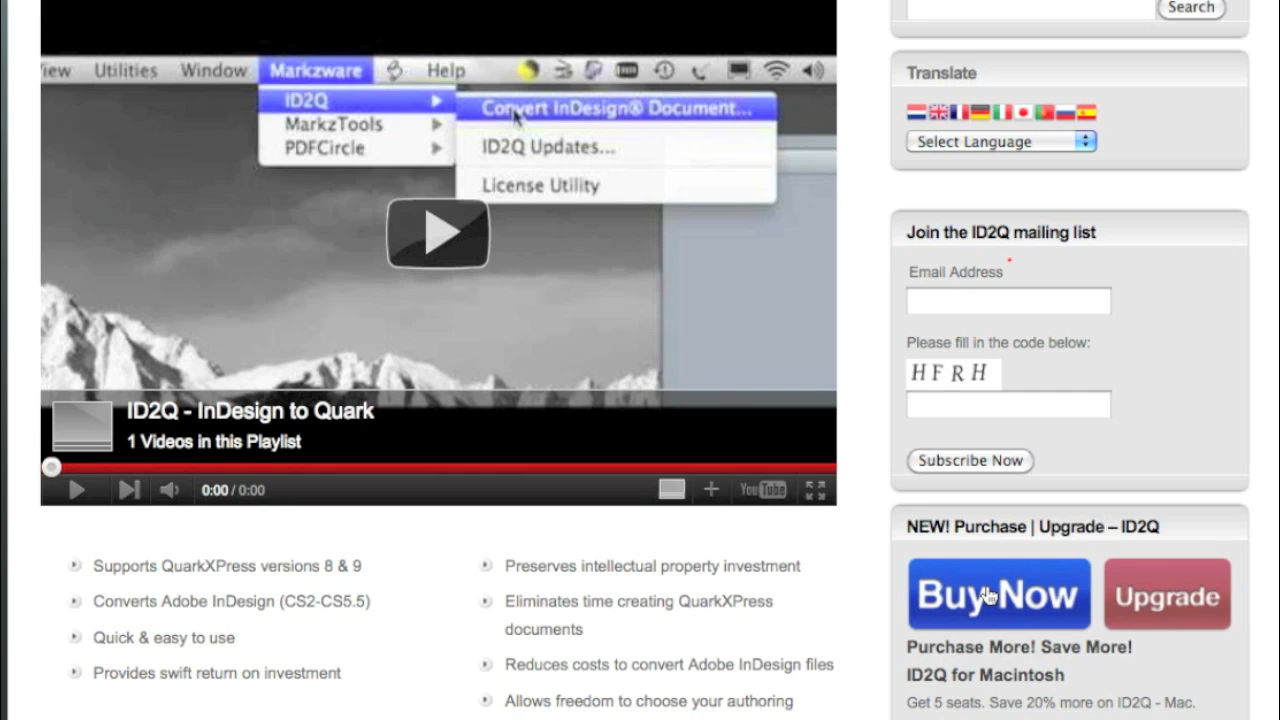 Search
iew Utilities Window Markzware Help
ID2Q
MarkzTools
PDFCircle
Convert InDesign® Document...
ID2Q Updates...
License Utility
ID2Q - InDesign to Quark
1 Videos in this Playlist
0:00 / 0:00
YouTube
Supports QuarkXPress versions 8 & 9
Converts Adobe InDesign (CS2-CS5.5)
Quick & easy to use
Provides swift return on investment
Preserves intellectual property investment
Eliminates time creating QuarkXPress
documents
Reduces costs to convert Adobe InDesign files
Allows freedom to choose your authoring
Translate
Select Language
Join the ID2Q mailing list
Email Address *
Please fill in the code below:
H F R H
Subscribe Now
NEW! Purchase | Upgrade – ID2Q
Buy Now
Upgrade
Purchase More! Save More!
ID2Q for Macintosh
Get 5 seats. Save 20% more on ID2Q - Mac.